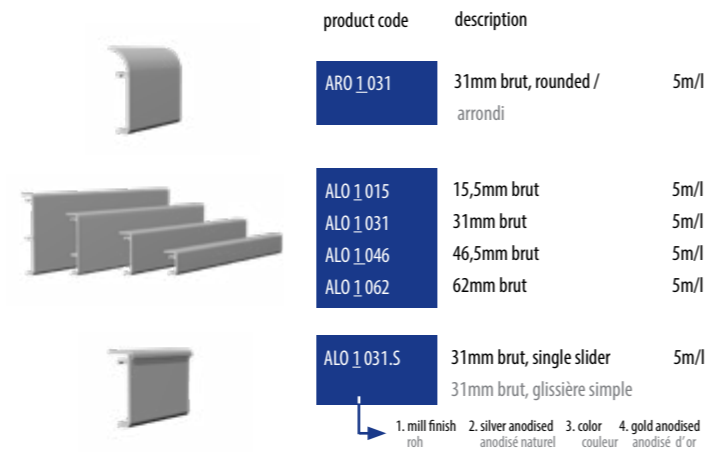 product code description
ARO 1 031 31mm brut, rounded / 5m/l
arrondi
ALO 1 015 15,5mm brut 5m/l
ALO 1 031 31mm brut 5m/l
ALO 1 046 46,5mm brut 5m/l
ALO 1 062 62mm brut 5m/l
ALO 1 031.S 31mm brut, single slider 5m/l
31mm brut, glissière simple
1. mill finish 2. silver anodised 3. color 4. gold anodised
roh anodisé naturel couleur anodisé d'or